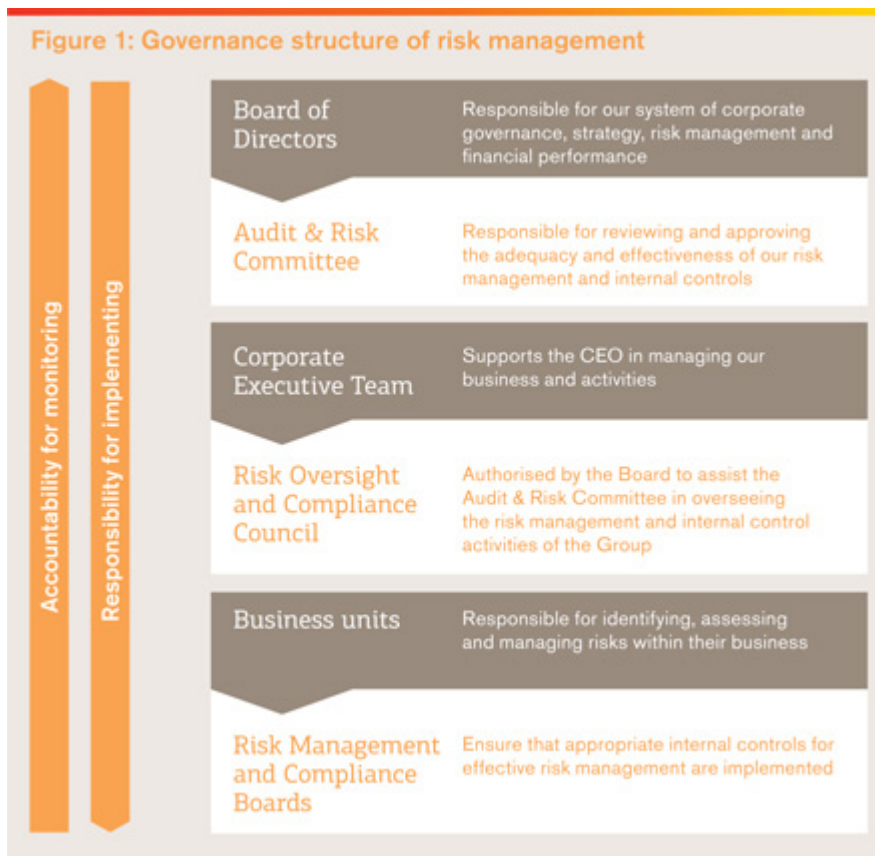 Figure 1: Governance structure of risk management
Accountability for monitoring
Responsibility for implementing
Board of
Directors
Responsible for our system of corporate
governance, strategy, risk management and
financial performance
Audit & Risk
Committee
Responsible for reviewing and approving
the adequacy and effectiveness of our risk
management and internal controls
Corporate
Executive Team
Supports the CEO in managing our
business and activities
Risk Oversight
and Compliance
Council
Authorised by the Board to assist the
Audit & Risk Committee in overseeing
the risk management and internal control
activities of the Group
Business units
Responsible for identifying, assessing
and managing risks within their business
Risk Management
and Compliance
Boards
Ensure that appropriate internal controls for
effective risk management are implemented